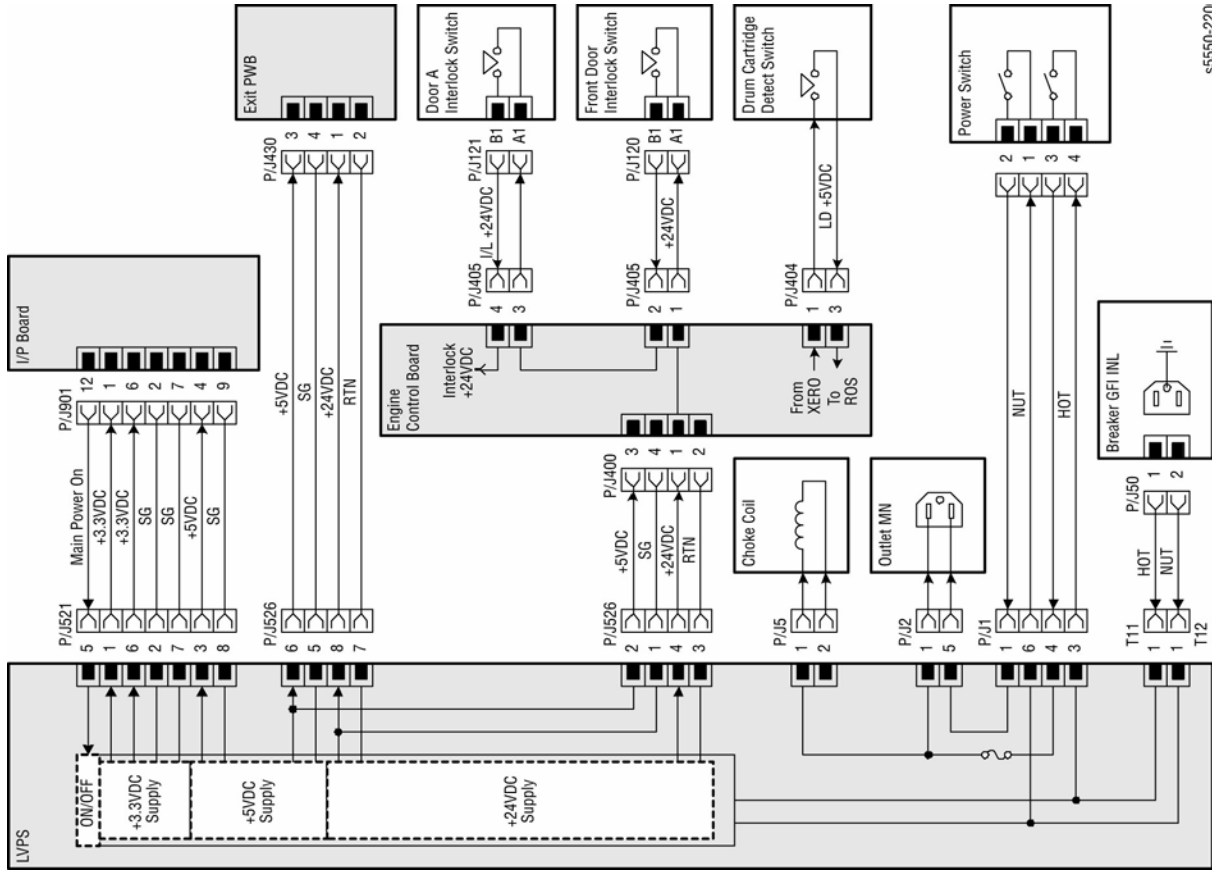 LVPS
ON/OFF
+3.3VDC
Supply
+5VDC
Supply
+24VDC
Supply
P/J521
5
1
6
2
7
3
8
Main Power On
+3.3VDC
+3.3VDC
SG
SG
+5VDC
SG
P/J901
12
1
6
2
7
4
9
I/P Board
P/J526
6
5
8
7
+5VDC
SG
+24VDC
RTN
P/J430
3
4
1
2
Exit PWB
P/J526
2
1
4
3
+5VDC
SG
+24VDC
RTN
P/J400
3
4
1
2
Engine
Control Board
Interlock
+24VDC
From
XERO
To
ROS
P/J405
4
3
I/L +24VDC
P/J121
B1
A1
Door A
Interlock Switch
P/J405
2
1
+24VDC
P/J120
B1
A1
Front Door
Interlock Switch
P/J404
1
3
LD +5VDC
Drum Cartridge
Detect Switch
P/J5
1
2
Choke Coil
P/J2
1
5
Outlet MN
P/J1
1
6
4
3
NUT
HOT
2
1
3
4
Power Switch
T11
1
1
T12
HOT
NUT
P/J50
1
2
Breaker GFI INL
s5550-220